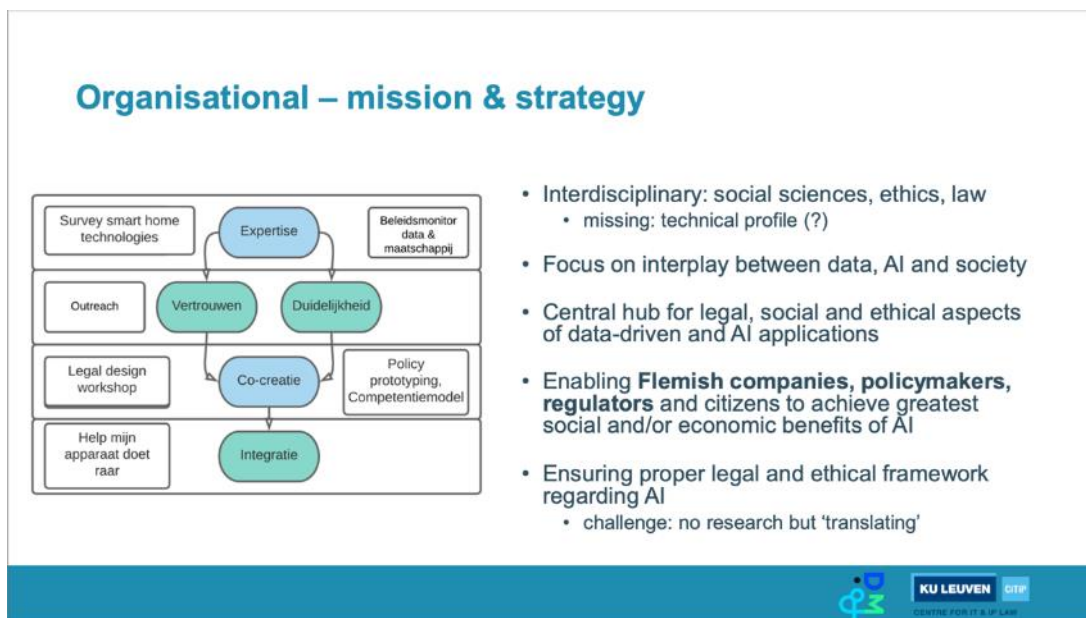 Organisational – mission & strategy
Survey smart home
technologies
Expertise
Beleidsmonitor
data &
maatschappij
Outreach
Vertrouwen
Duidelijkheid
Legal design
workshop
Co-creatie
Policy
prototyping,
Competentiemodel
Help mijn
apparaat doet
raar
Integratie
• Interdisciplinary: social sciences, ethics, law
• missing: technical profile (?)
• Focus on interplay between data, AI and society
• Central hub for legal, social and ethical aspects
of data-driven and AI applications
• Enabling Flemish companies, policymakers,
regulators and citizens to achieve greatest
social and/or economic benefits of AI
• Ensuring proper legal and ethical framework
regarding AI
• challenge: no research but ‘translating’
KU LEUVEN CiTiP
CENTRE FOR IT & IP LAW